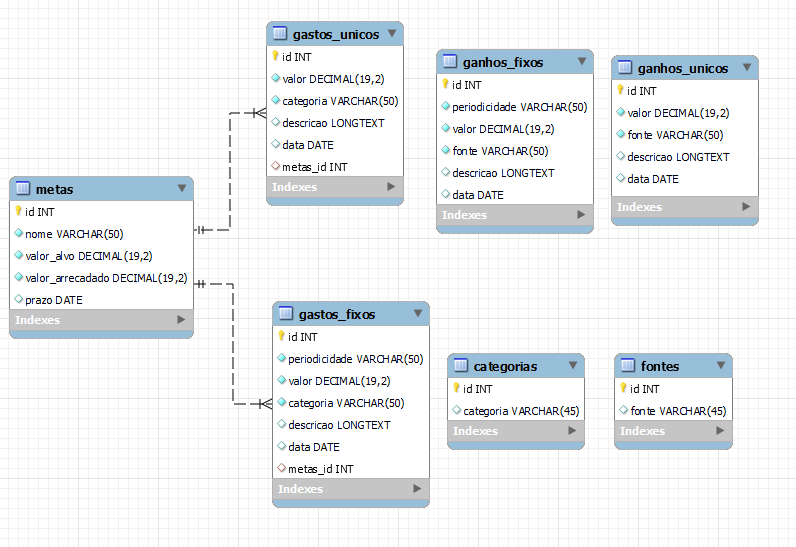 gastos_unicos
id INT
valor DECIMAL(19,2)
categoria VARCHAR(50)
descricao LONGTEXT
data DATE
metas_id INT
Indexes
ganhos_fixos
id INT
periodicidade VARCHAR(50)
valor DECIMAL(19,2)
fonte VARCHAR(50)
descricao LONGTEXT
data DATE
Indexes
ganhos_unicos
id INT
valor DECIMAL(19,2)
fonte VARCHAR(50)
descricao LONGTEXT
data DATE
Indexes
metas
id INT
nome VARCHAR(50)
valor_alvo DECIMAL(19,2)
valor_arrecadado DECIMAL(19,2)
prazo DATE
Indexes
gastos_fixos
id INT
periodicidade VARCHAR(50)
valor DECIMAL(19,2)
categoria VARCHAR(50)
descricao LONGTEXT
data DATE
metas_id INT
Indexes
categorias
id INT
categoria VARCHAR(45)
Indexes
fontes
id INT
fonte VARCHAR(45)
Indexes